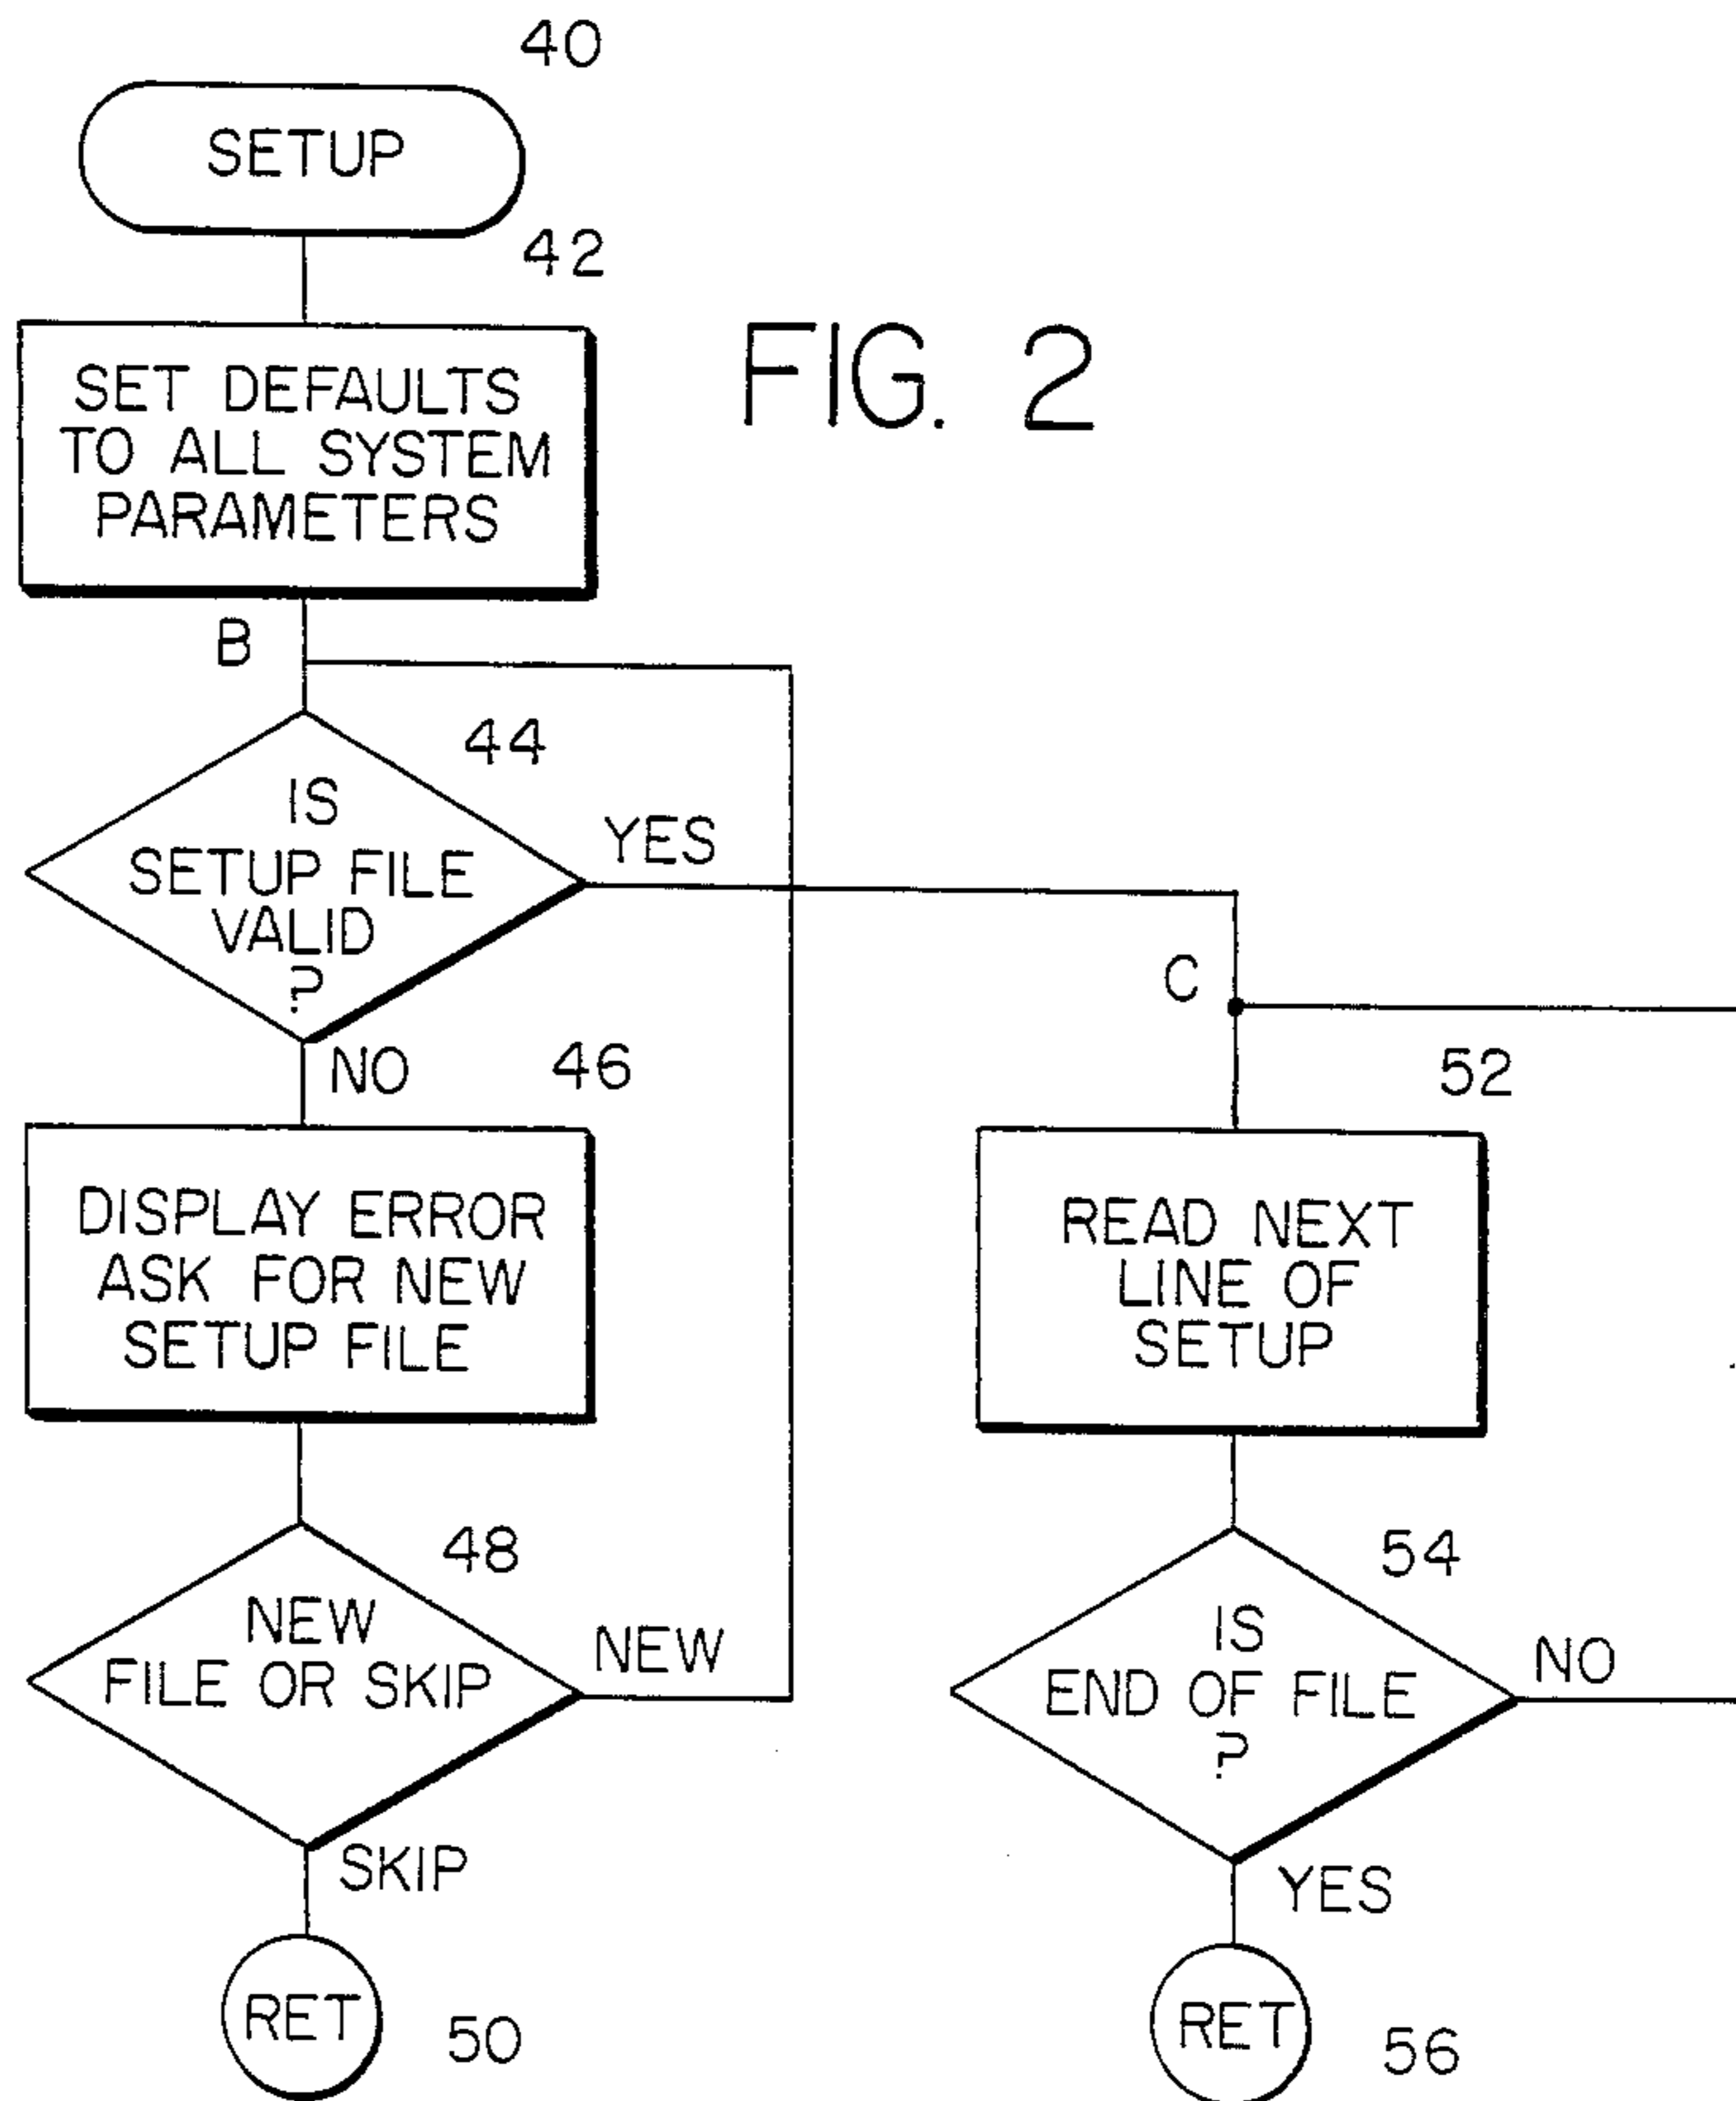 40
SETUP
42
SET DEFAULTS
TO ALL SYSTEM
PARAMETERS
FIG. 2
B
44
IS
SETUP FILE
VALID
?
YES
NO
46
DISPLAY ERROR
ASK FOR NEW
SETUP FILE
48
NEW
FILE OR SKIP
NEW
SKIP
RET
50
C
52
READ NEXT
LINE OF
SETUP
54
IS
END OF FILE
?
NO
YES
RET
56